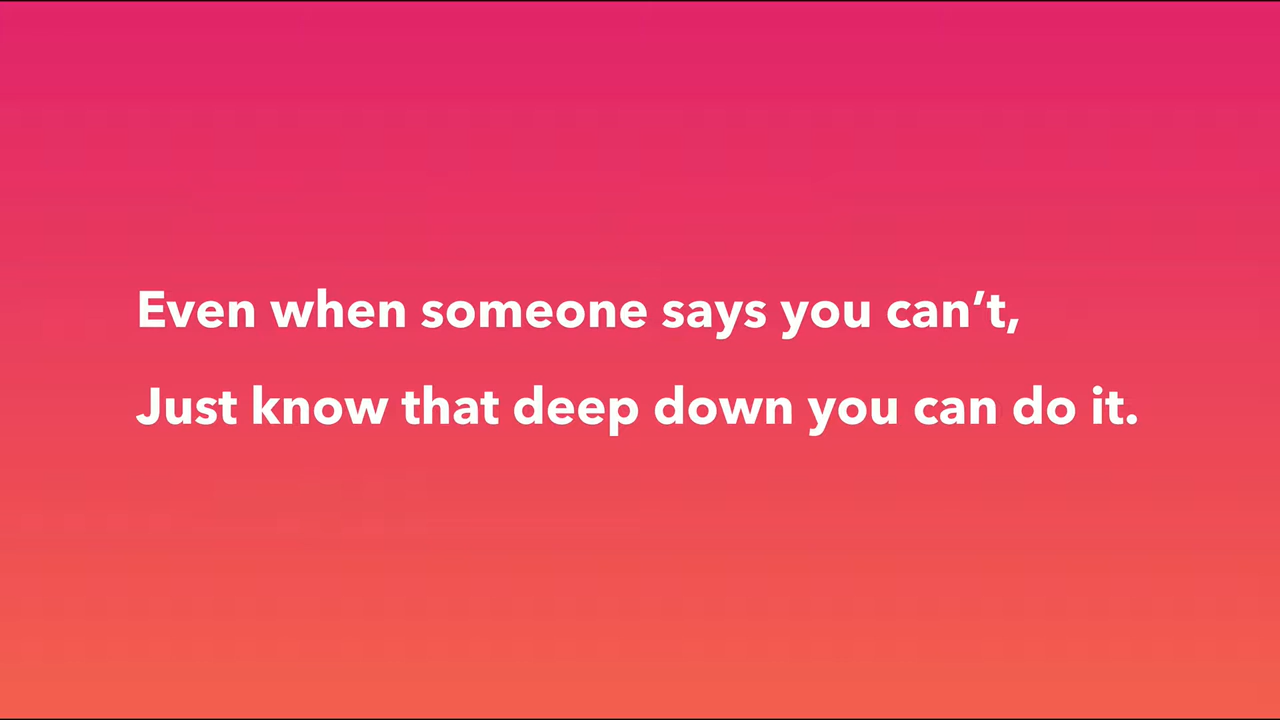 Even when someone says you can’t,
Just know that deep down you can do it.